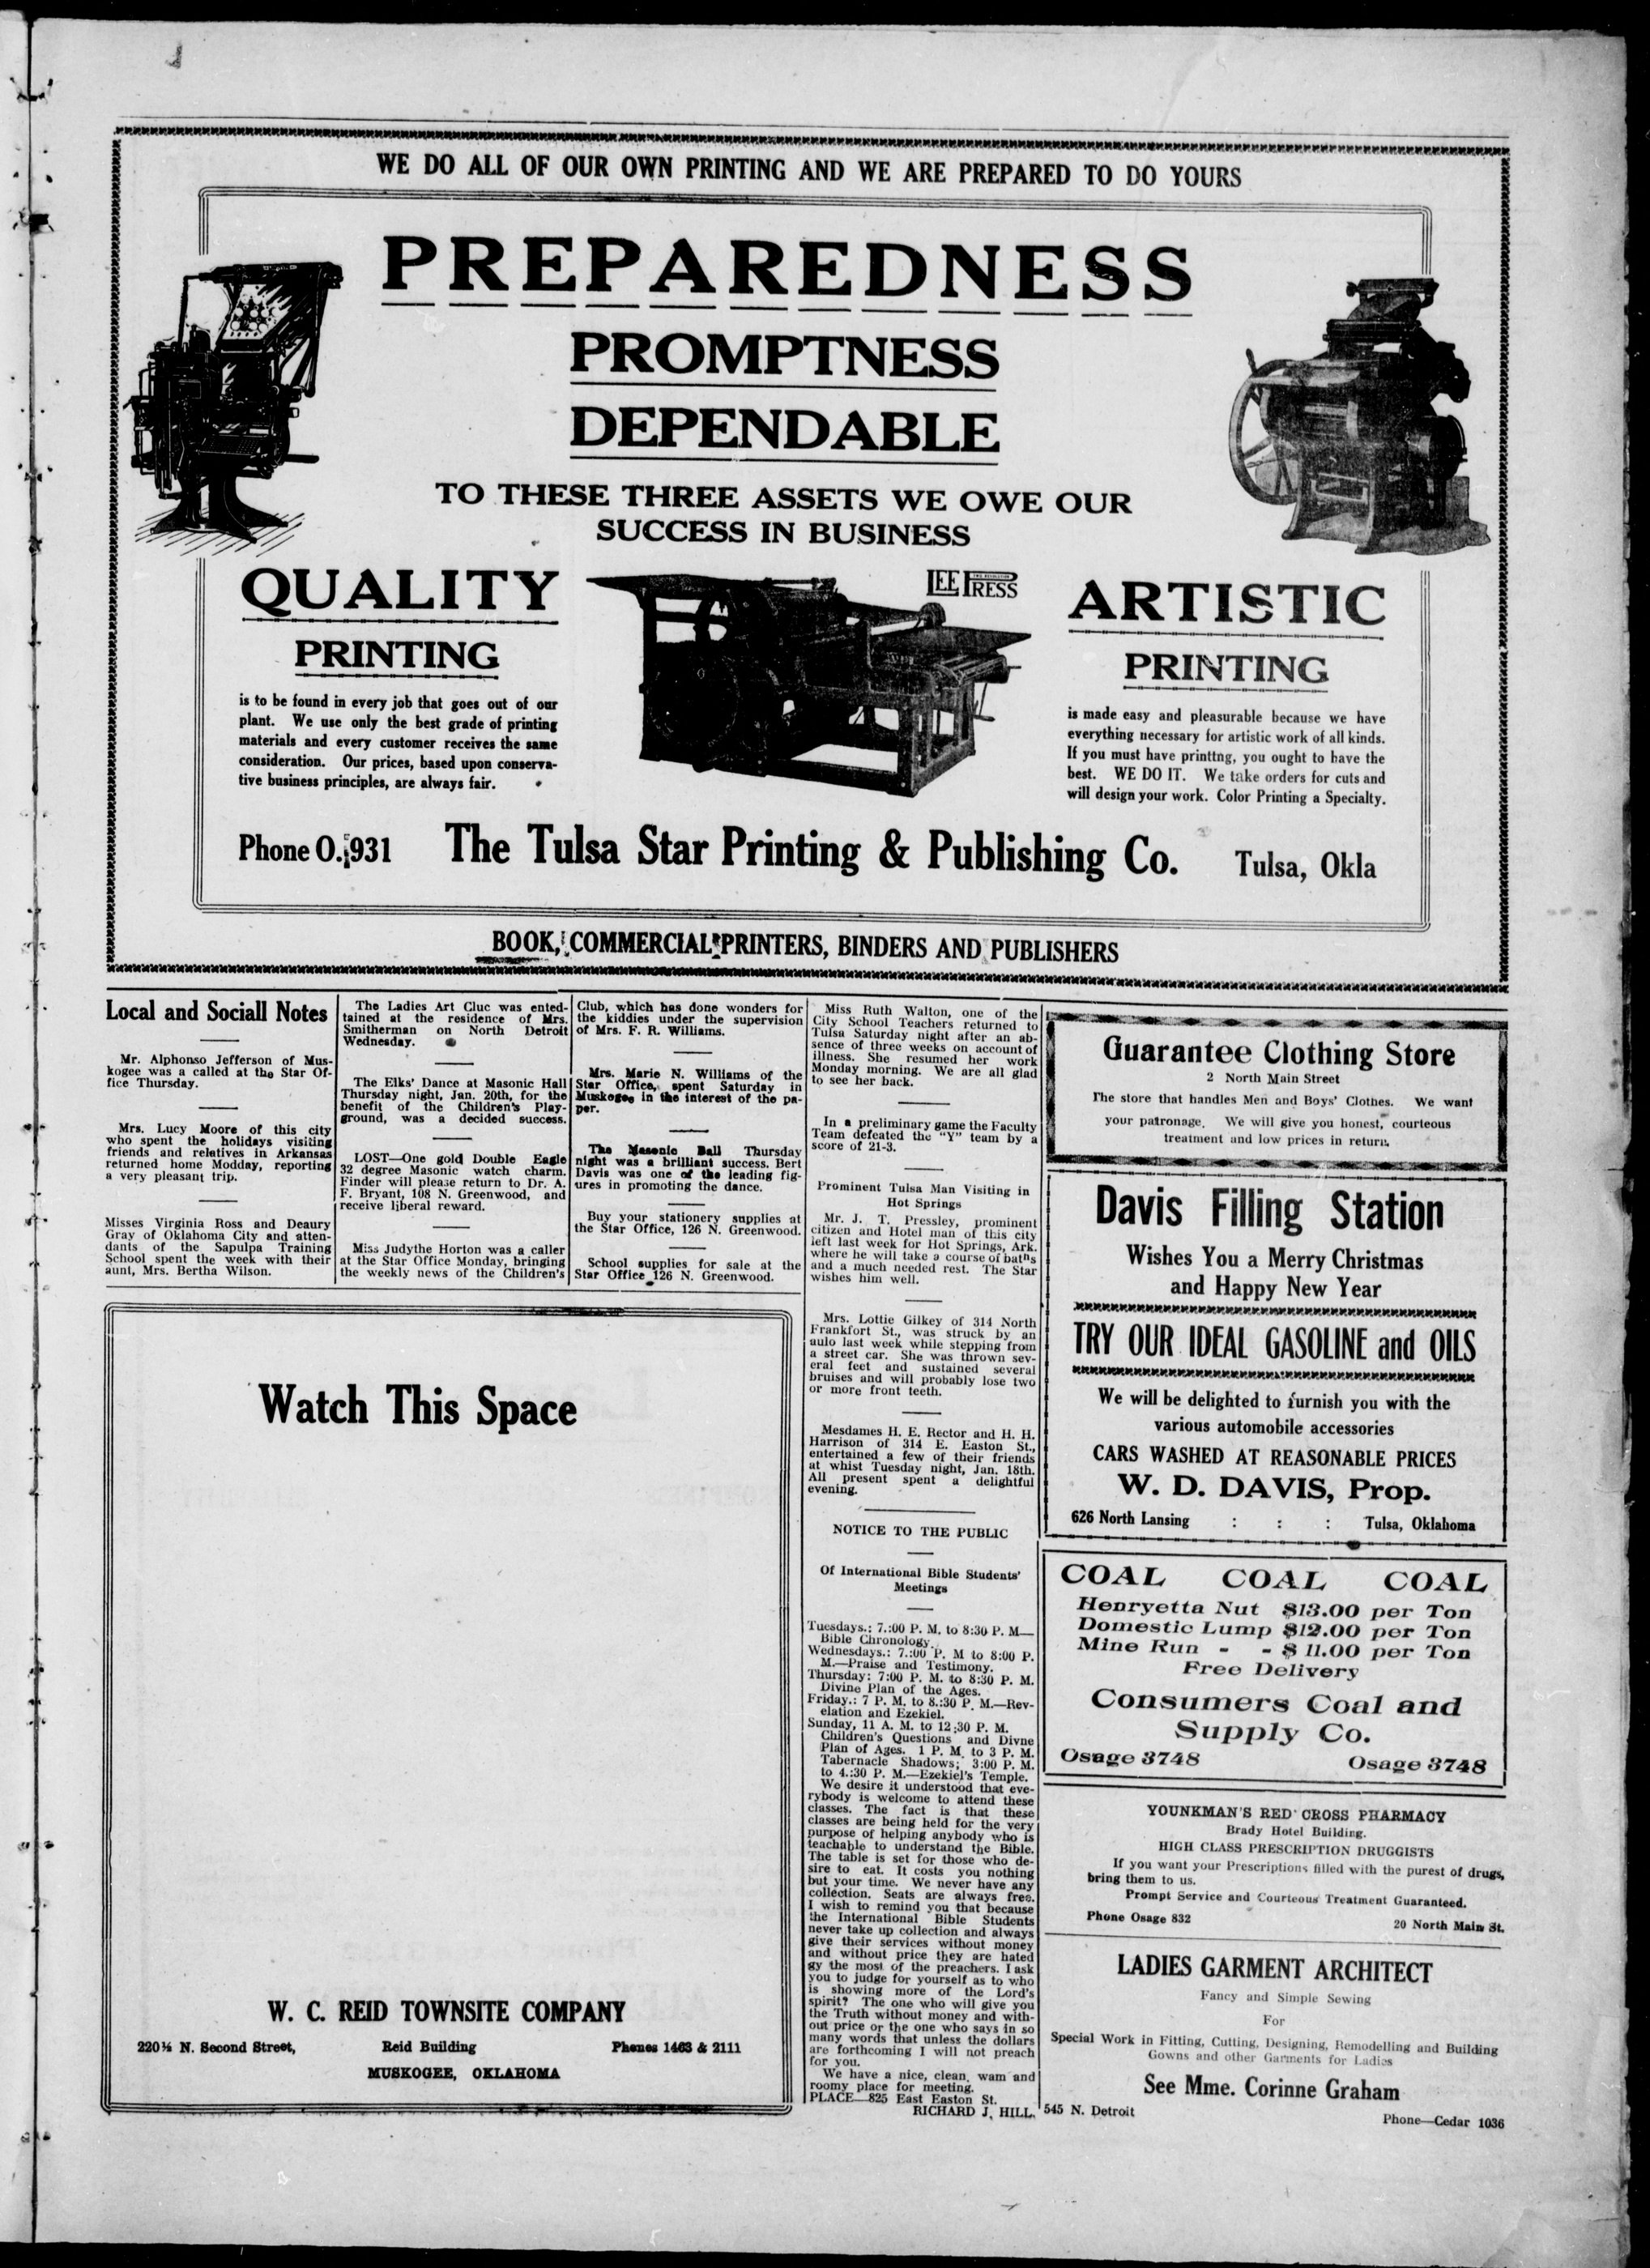 WE DO ALL OF OUR OWN PRINTING AND WE ARE PREPARED TO DO YOURS
PREPAREDNESS
PROMPTNESS
DEPENDABLE
TO THESE THREE ASSETS WE OWE OUR
SUCCESS IN BUSINESS
QUALITY
PRINTING
is to be found in every job that goes out of our
plant. We use only the best grade of printing
materials and every customer receives the same
consideration. Our prices, based upon conserva-
tive business principles, are always fair.
LEE PRESS
ARTISTIC
PRINTING
is made easy and pleasurable because we have
everything necessary for artistic work of all kinds.
If you must have printtng, you ought to have the
best. WE DO IT. We take orders for cuts and
will design your work. Color Printing a Specialty.
Phone O. 931 The Tulsa Star Printing & Publishing Co. Tulsa, Okla
BOOK, COMMERCIAL PRINTERS, BINDERS AND PUBLISHERS
Local and Sociall Notes
Mr. Alphonso Jefferson of Mus-
kogee was a called at the Star Of-
fice Thursday.
Mrs. Lucy Moore of this city
who spent the holidays visiting
friends and relatives in Arkansas
returned home Modday, reporting
a very pleasant trip.
Misses Virginia Ross and Deaury
Gray of Oklahoma City and atten-
dants of the Sapulpa Training
School spent the week with their
aunt, Mrs. Bertha Wilson.
The Ladies Art Cluc was ented-
tained at the residence of Mrs.
Smitherman on North Detroit
Wednesday.
The Elks' Dance at Masonic Hall
Thursday night, Jan. 20th, for the
benefit of the Children's Play-
ground, was a decided success.
LOST—One gold Double Eagle
32 degree Masonic watch charm.
Finder will please return to Dr. A.
F. Bryant, 108 N. Greenwood, and
receive liberal reward.
Miss Judythe Horton was a caller
at the Star Office Monday, bringing
the weekly news of the Children's
Club, which has done wonders for
the kiddies under the supervision
of Mrs. F. R. Williams.
Mrs. Marie N. Williams of the
Star Office, spent Saturday in
Muskogee in the interest of the pa-
per.
The Masonic Ball Thursday
night was a brilliant success. Bert
Davis was one of the leading fig-
ures in promoting the dance.
Buy your stationery supplies at
the Star Office, 126 N. Greenwood.
School supplies for sale at the
Star Office 126 N. Greenwood.
Miss Ruth Walton, one of the
City School Teachers returned to
Tulsa Saturday night after an ab-
sence of three weeks on account of
illness. She resumed her work
Monday morning. We are all glad
to see her back.
In a preliminary game the Faculty
Team defeated the "Y" team by a
score of 21-3.
Prominent Tulsa Man Visiting in
Hot Springs
Mr. J. T. Pressley, prominent
citizen and Hotel man of this city
left last week for Hot Springs, Ark.
where he will take a course of baths
and a much needed rest. The Star
wishes him well.
Mrs. Lottie Gilkey of 314 North
Frankfort St., was struck by an
aulo last week while stepping from
a street car. She was thrown sev-
eral feet and sustained several
bruises and will probably lose two
or more front teeth.
Mesdames H. E. Rector and H. H.
Harrison of 314 E. Easton St.,
entertained a few of their friends
at whist Tuesday night, Jan. 18th.
All present spent a delightful
evening.
NOTICE TO THE PUBLIC
Of International Bible Students'
Meetings
Tuesdays.: 7.:00 P. M. to 8:30 P. M—
Bible Chronology.
Wednesdays.: 7.:00 P. M to 8:00 P.
M.—Praise and Testimony.
Thursday: 7:00 P. M. to 8:30 P. M.
Divine Plan of the Ages.
Friday.: 7 P. M. to 8.:30 P. M.—Rev-
elation and Ezekiel.
Sunday, 11 A. M. to 12:30 P. M.
Children's Questions and Divne
Plan of Ages. 1 P. M. to 3 P. M.
Tabernacle Shadows; 3:00 P. M.
to 4.:30 P. M.—Ezekiel's Temple.
We desire it understood that eve-
rybody is welcome to attend these
classes. The fact is that these
classes are being held for the very
purpose of helping anybody who is
teachable to understand the Bible.
The table is set for those who de-
sire to eat. It costs you nothing
but your time. We never have any
collection. Seats are always free.
I wish to remind you that because
the International Bible Students
never take up collection and always
give their services without money
and without price they are hated
gy the most of the preachers. I ask
you to judge for yourself as to who
is showing more of the Lord's
spirit? The one who will give you
the Truth without money and with-
out price or the one who says in so
many words that unless the dollars
are forthcoming I will not preach
for you.
We have a nice, clean, wam and
roomy place for meeting.
PLACE—825 East Easton St.
RICHARD J. HILL.
Watch This Space
W. C. REID TOWNSITE COMPANY
220½ N. Second Street, Reid Building Phones 1463 & 2111
MUSKOGEE, OKLAHOMA
Guarantee Clothing Store
2 North Main Street
The store that handles Men and Boys' Clothes. We want
your patronage. We will give you honest, courteous
treatment and low prices in return.
Davis Filling Station
Wishes You a Merry Christmas
and Happy New Year
TRY OUR IDEAL GASOLINE and OILS
We will be delighted to furnish you with the
various automobile accessories
CARS WASHED AT REASONABLE PRICES
W. D. DAVIS, Prop.
626 North Lansing : : : Tulsa, Oklahoma
COAL COAL COAL
Henryetta Nut $13.00 per Ton
Domestic Lump $12.00 per Ton
Mine Run - - $ 11.00 per Ton
Free Delivery
Consumers Coal and
Supply Co.
Osage 3748 Osage 3748
YOUNKMAN'S RED CROSS PHARMACY
Brady Hotel Building.
HIGH CLASS PRESCRIPTION DRUGGISTS
If you want your Prescriptions filled with the purest of drugs,
bring them to us.
Prompt Service and Courteous Treatment Guaranteed.
Phone Osage 832 20 North Main St.
LADIES GARMENT ARCHITECT
Fancy and Simple Sewing
For
Special Work in Fitting, Cutting, Designing, Remodelling and Building
Gowns and other Garments for Ladies
See Mme. Corinne Graham
545 N. Detroit Phone—Cedar 1036